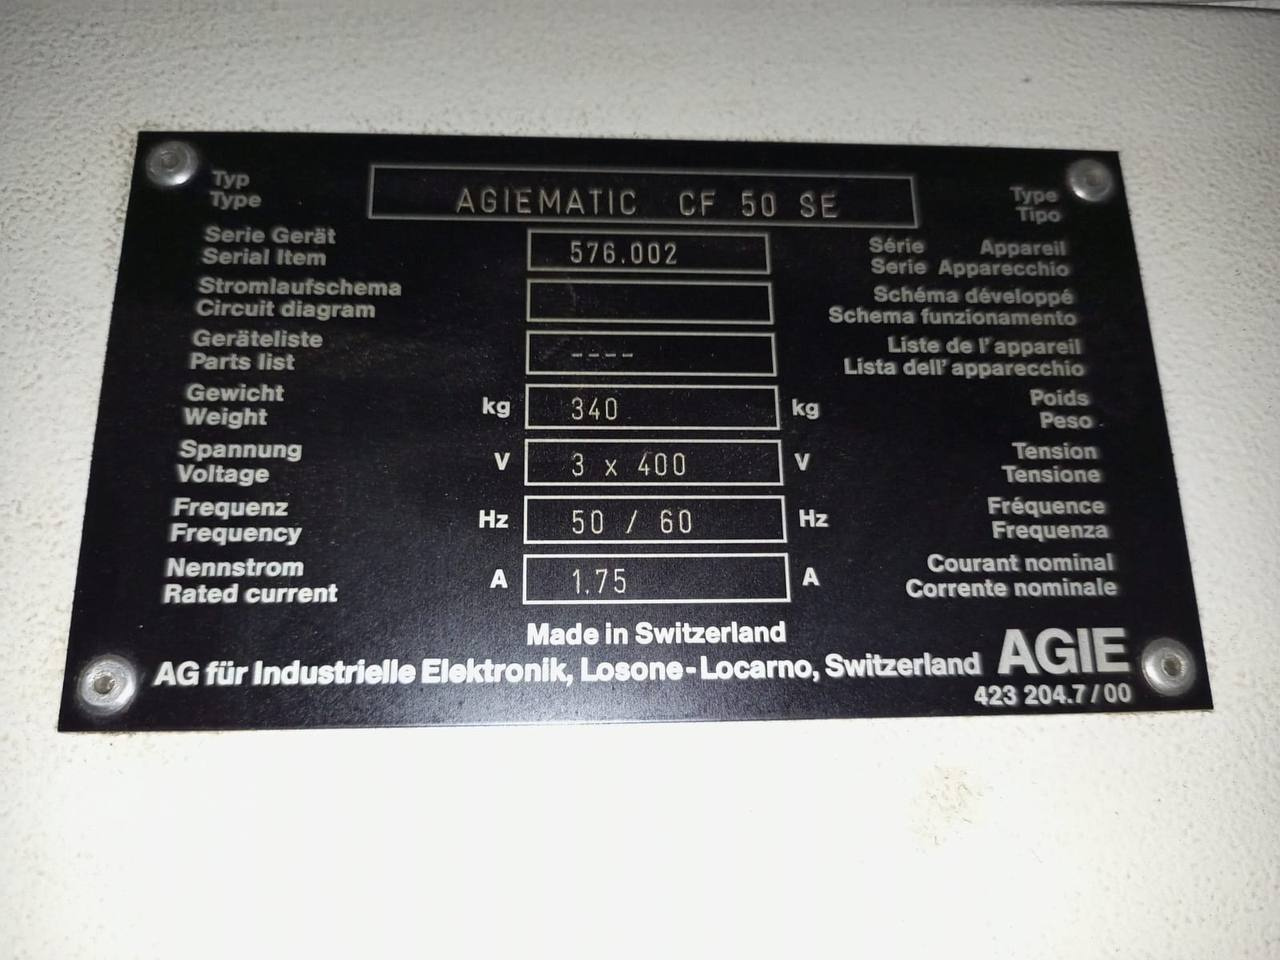 Typ
Type
AGIEMATIC CF 50 SE
Type
Tipo
Serie Gerät
Serial Item
576.002
Série Appareil
Serie Apparecchio
Stromlaufschema
Circuit diagram
Schéma développé
Schema funzionamento
Geräteliste
Parts list
----
Liste de l'appareil
Lista dell'apparecchio
Gewicht
Weight
kg 340 kg
Poids
Peso
Spannung
Voltage
V 3 x 400 V
Tension
Tensione
Frequenz
Frequency
Hz 50 / 60 Hz
Fréquence
Frequenza
Nennstrom
Rated current
A 1.75 A
Courant nominal
Corrente nominale
Made in Switzerland
AG für Industrielle Elektronik, Losone-Locarno, Switzerland AGIE
423 204.7/00